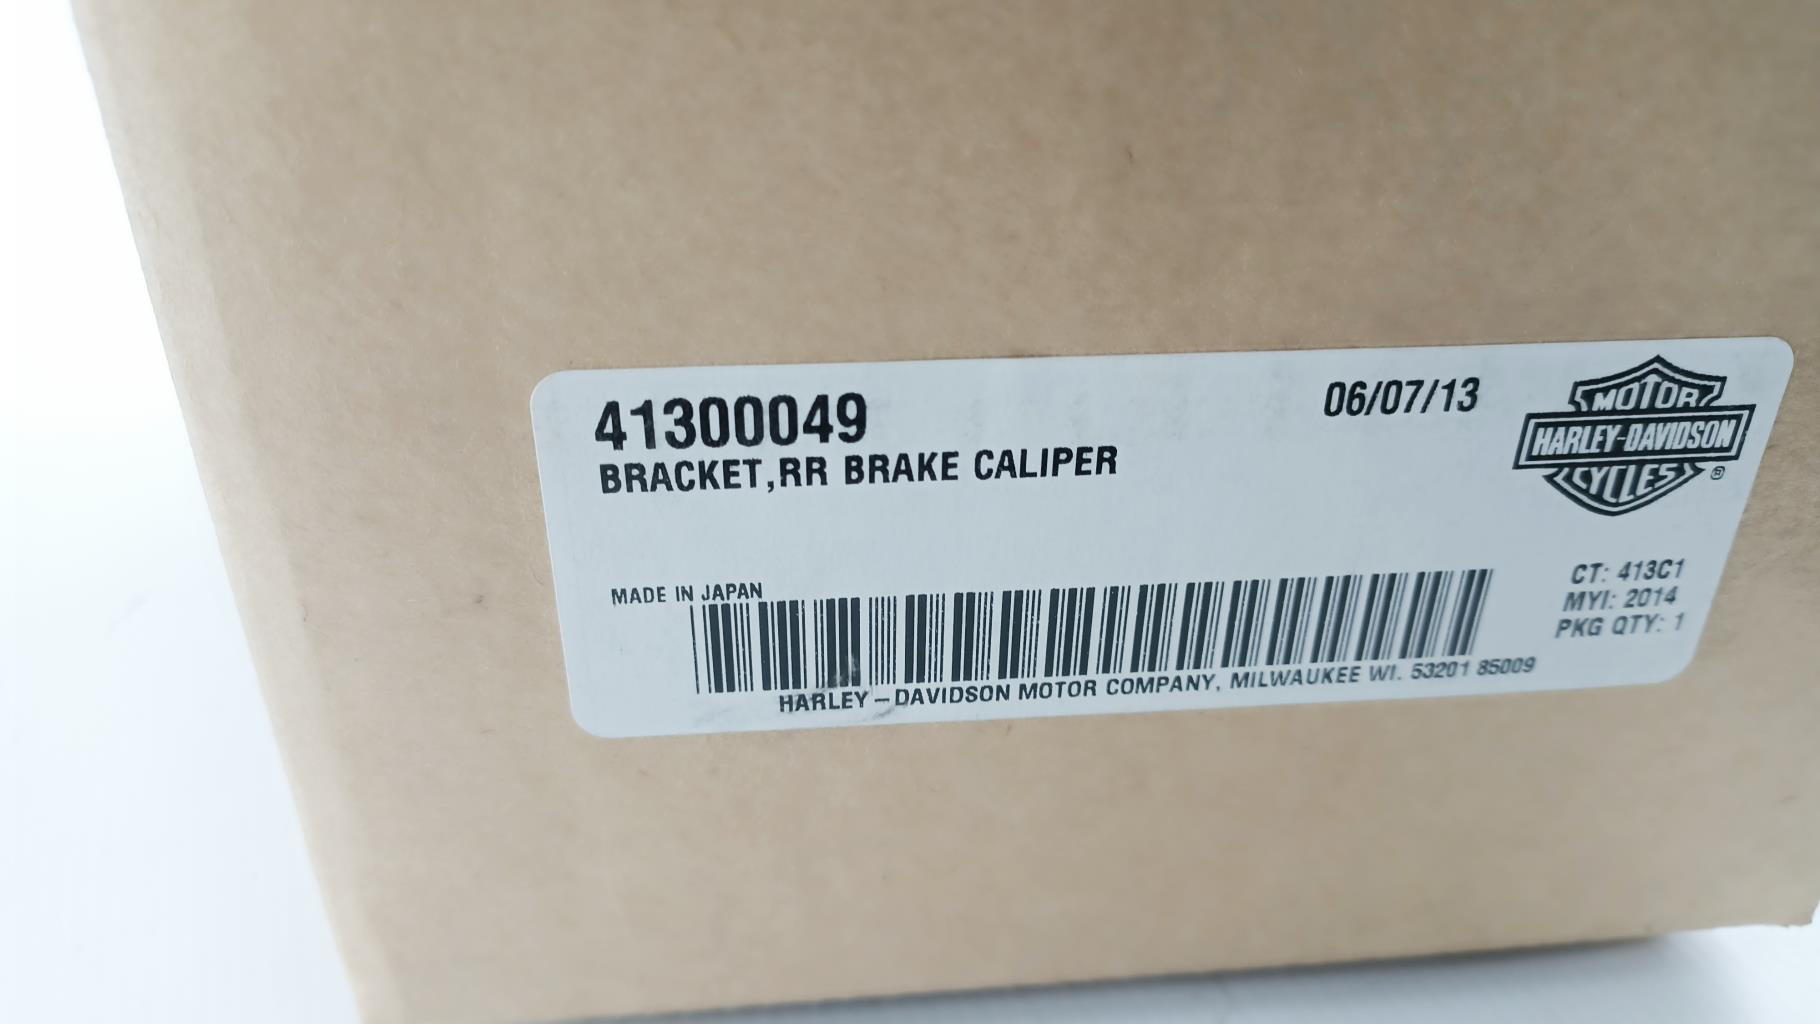 41300049
06/07/13
BRACKET,RR BRAKE CALIPER
MOTOR
HARLEY-DAVIDSON
CYCLES ®
MADE IN JAPAN
CT: 413C1
MYI: 2014
PKG QTY: 1
HARLEY–DAVIDSON MOTOR COMPANY, MILWAUKEE WI. 53201 85009